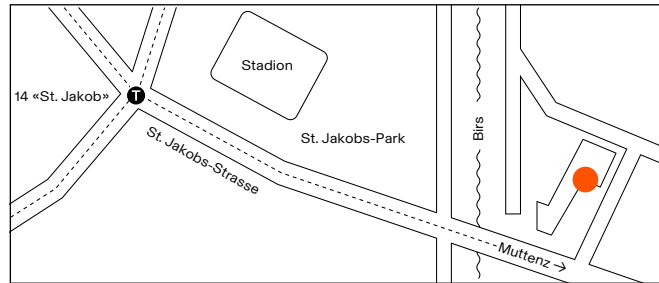 Stadion
14 «St. Jakob»
T
St. Jakobs-Strasse
St. Jakobs-Park
Birs
Muttenz →